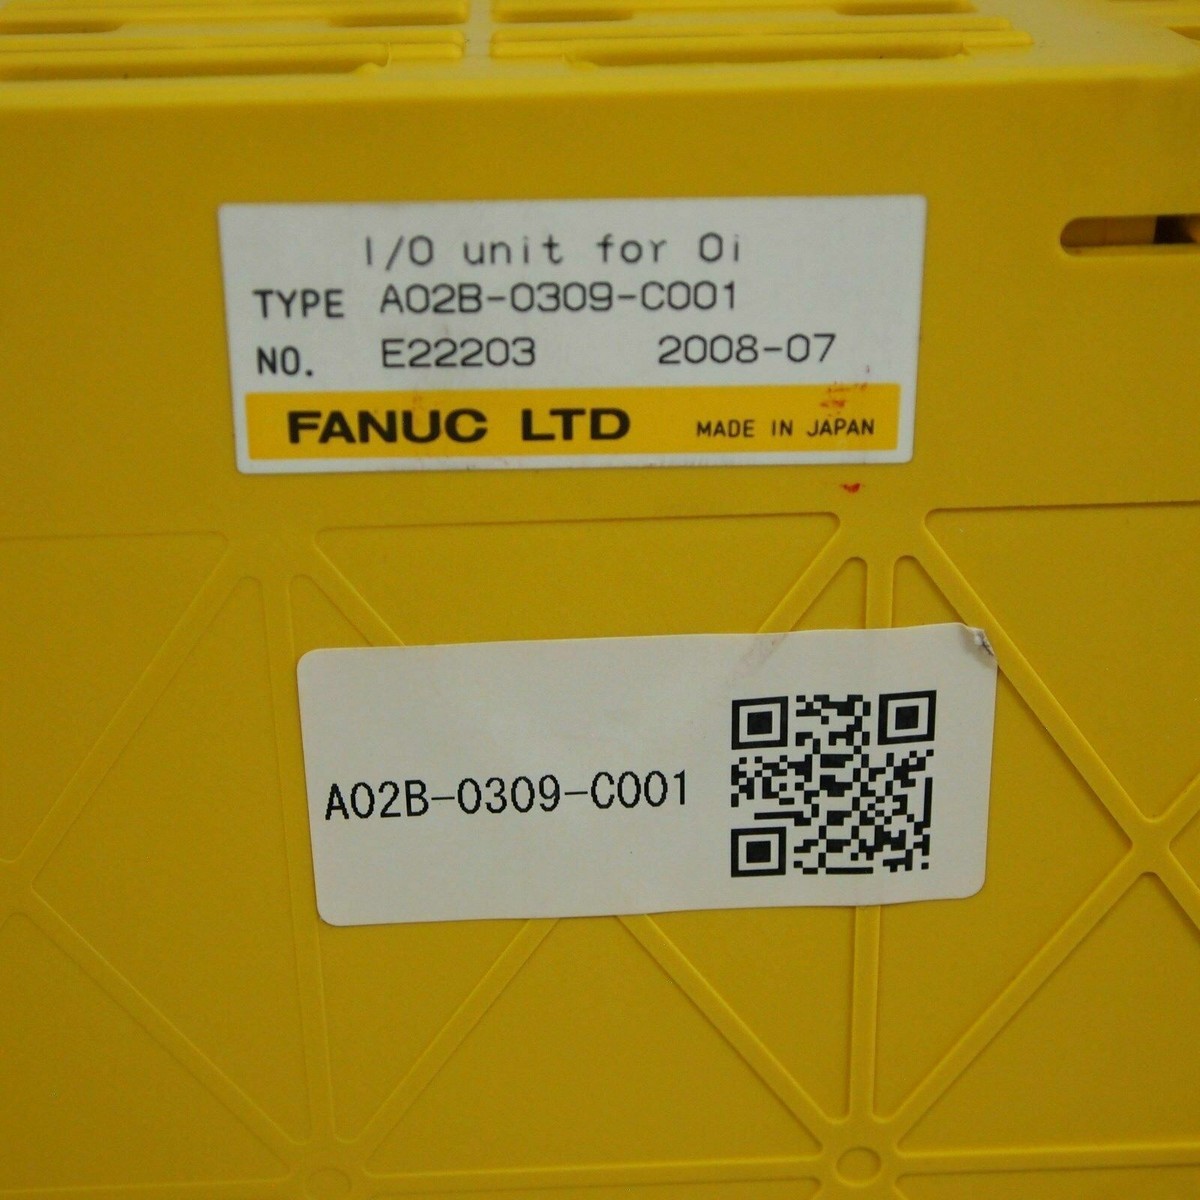 I/O unit for 0i
TYPE A02B-0309-C001
NO. E22203 2008-07
FANUC LTD MADE IN JAPAN
A02B-0309-C001